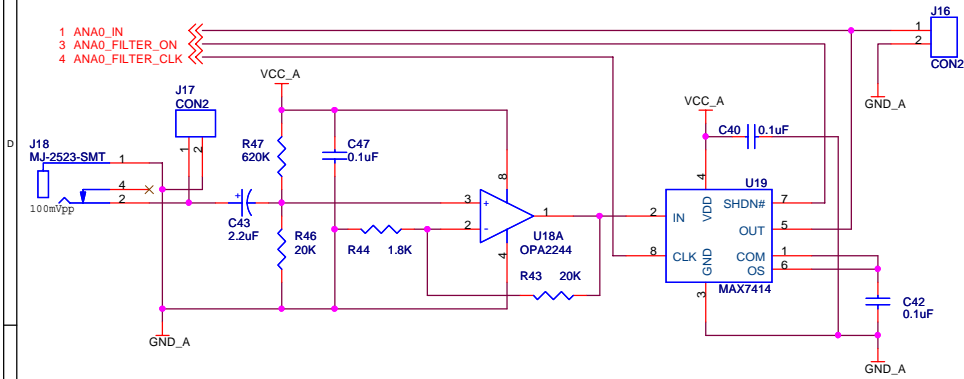 1 ANA0_IN
3 ANA0_FILTER_ON
4 ANA0_FILTER_CLK
J16
1
2
CON2
GND_A
VCC_A
J17
CON2
1
2
D
J18
MJ-2523-SMT
1
4
2
100mVpp
R47
620K
C47
0.1uF
C43
2.2uF
R46
20K
R44
1.8K
3
2
8
4
1
+
-
U18A
OPA2244
R43
20K
GND_A
VCC_A
C40
0.1uF
U19
4
2
8
3
7
5
1
6
IN
VDD
SHDN#
OUT
CLK
GND
COM
OS
MAX7414
C42
0.1uF
GND_A